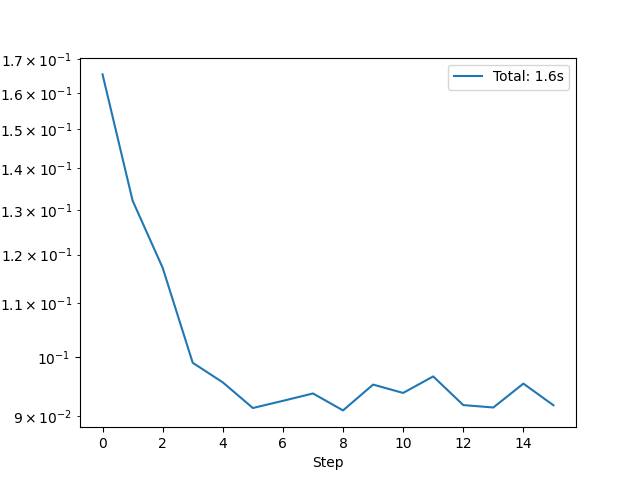 1.7 × 10⁻¹
Total: 1.6s
1.6 × 10⁻¹
1.5 × 10⁻¹
1.4 × 10⁻¹
1.3 × 10⁻¹
1.2 × 10⁻¹
1.1 × 10⁻¹
10⁻¹
9 × 10⁻²
0 2 4 6 8 10 12 14
Step